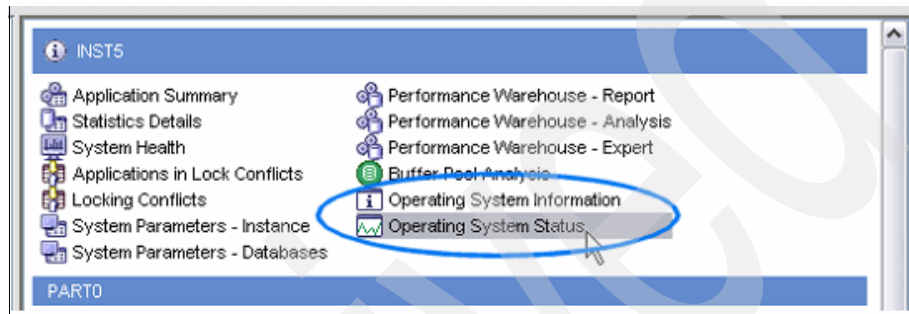 INST5
Application Summary
Statistics Details
System Health
Applications in Lock Conflicts
Locking Conflicts
System Parameters - Instance
System Parameters - Databases
Performance Warehouse - Report
Performance Warehouse - Analysis
Performance Warehouse - Expert
Buffer Pool Analysis
Operating System Information
Operating System Status
PART0